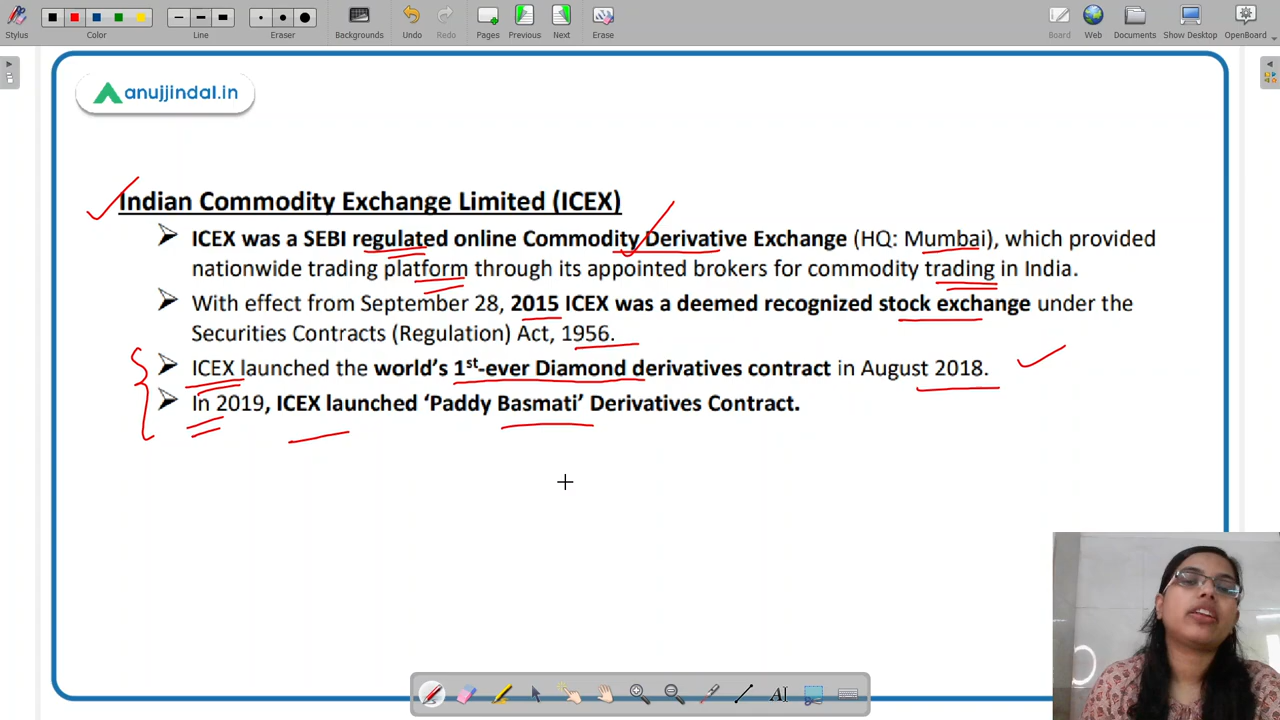 Stylus
Color
Line
Eraser
Backgrounds
Undo
Redo
Pages
Previous
Next
Erase
Board
Web
Documents
Show Desktop
OpenBoard
anujjindal.in
Indian Commodity Exchange Limited (ICEX)
ICEX was a SEBI regulated online Commodity Derivative Exchange (HQ: Mumbai), which provided
nationwide trading platform through its appointed brokers for commodity trading in India.
With effect from September 28, 2015 ICEX was a deemed recognized stock exchange under the
Securities Contracts (Regulation) Act, 1956.
ICEX launched the world's 1st-ever Diamond derivatives contract in August 2018.
In 2019, ICEX launched 'Paddy Basmati' Derivatives Contract.
AI